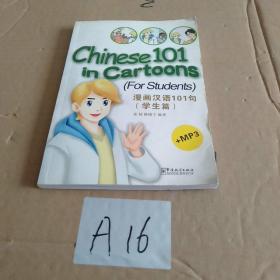 Chinese 101
in Cartoons
(For Students)
漫画汉语101句
(学生篇)
+MP3
A16